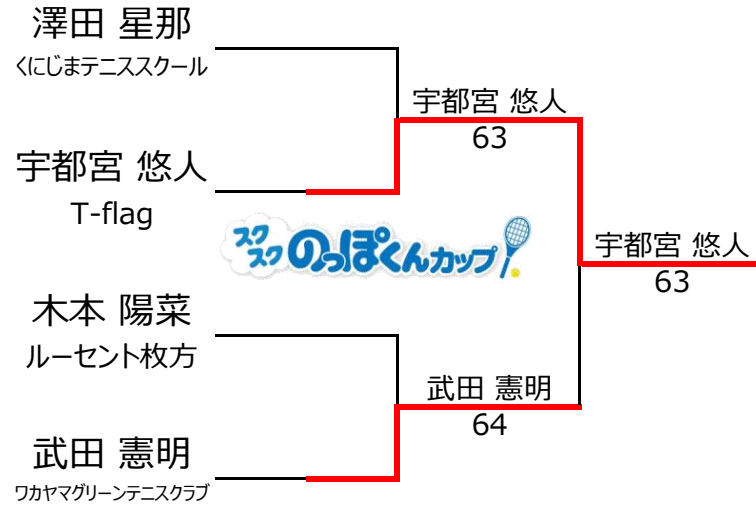 澤田 星那
くにじまテニススクール
宇都宮 悠人
63
宇都宮 悠人
T-flag
スクスク のっぽくんカップ
宇都宮 悠人
63
木本 陽菜
ルーセント枚方
武田 憲明
64
武田 憲明
ワカヤマグリーンテニスクラブ